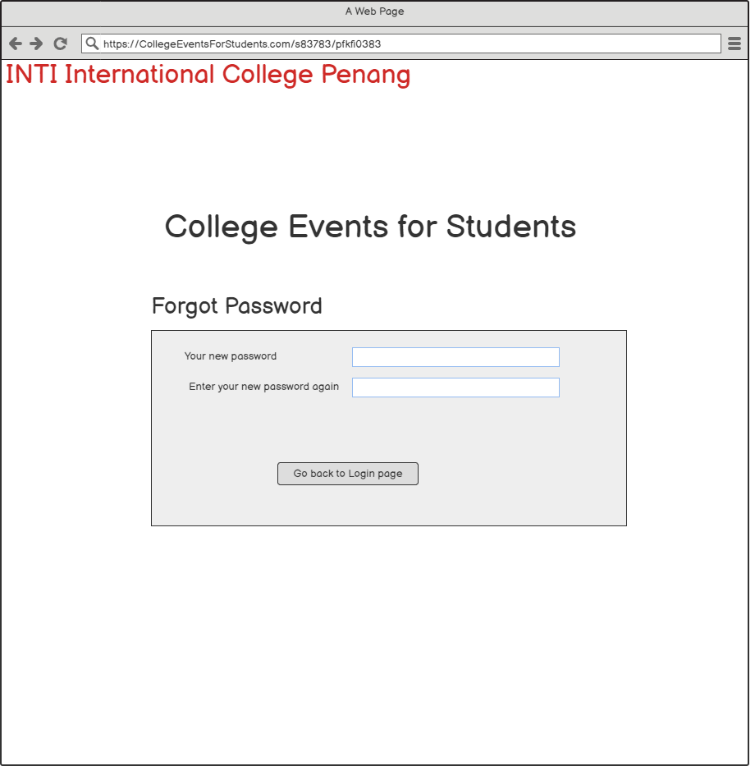 A Web Page
https://CollegeEventsForStudents.com/s83783/pfkfi0383
INTI International College Penang
College Events for Students
Forgot Password
Your new password
Enter your new password again
Go back to Login page